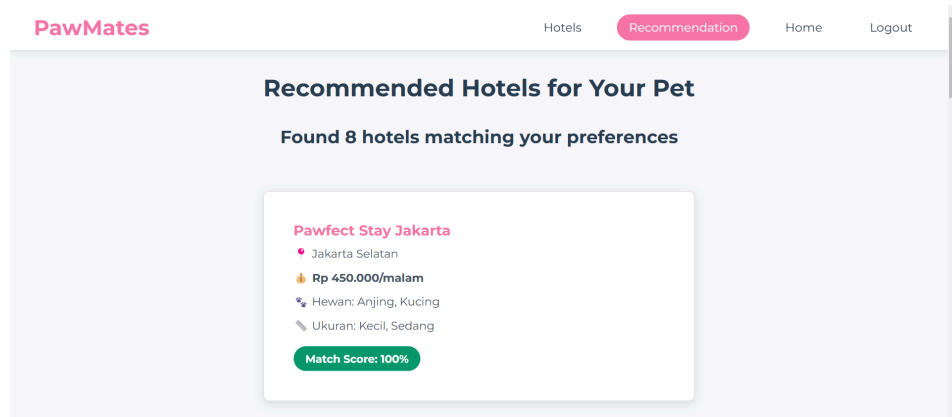 PawMates
Hotels
Recommendation
Home
Logout
Recommended Hotels for Your Pet
Found 8 hotels matching your preferences
Pawfect Stay Jakarta
Jakarta Selatan
Rp 450.000/malam
Hewan: Anjing, Kucing
Ukuran: Kecil, Sedang
Match Score: 100%